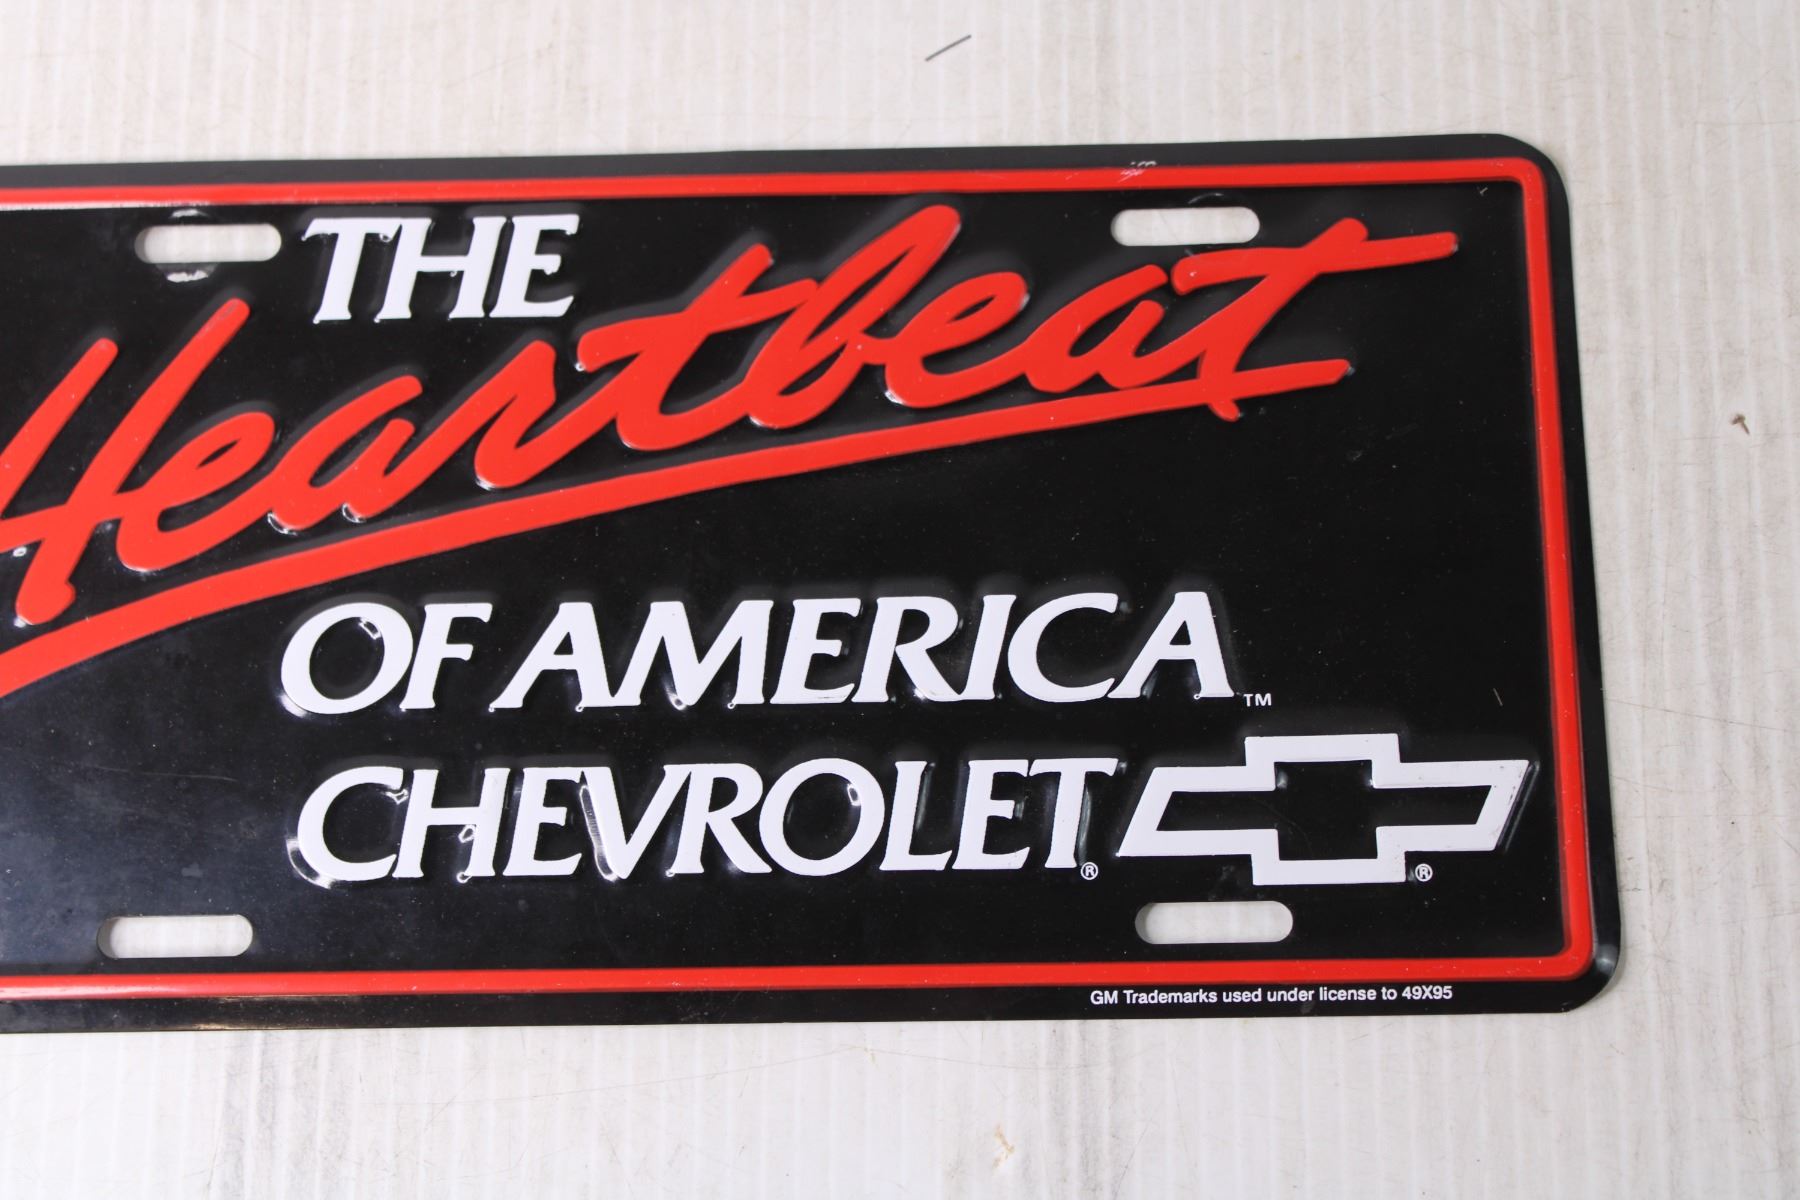 THE
Heartbeat
OF AMERICA™
CHEVROLET® ®
GM Trademarks used under license to 49X95